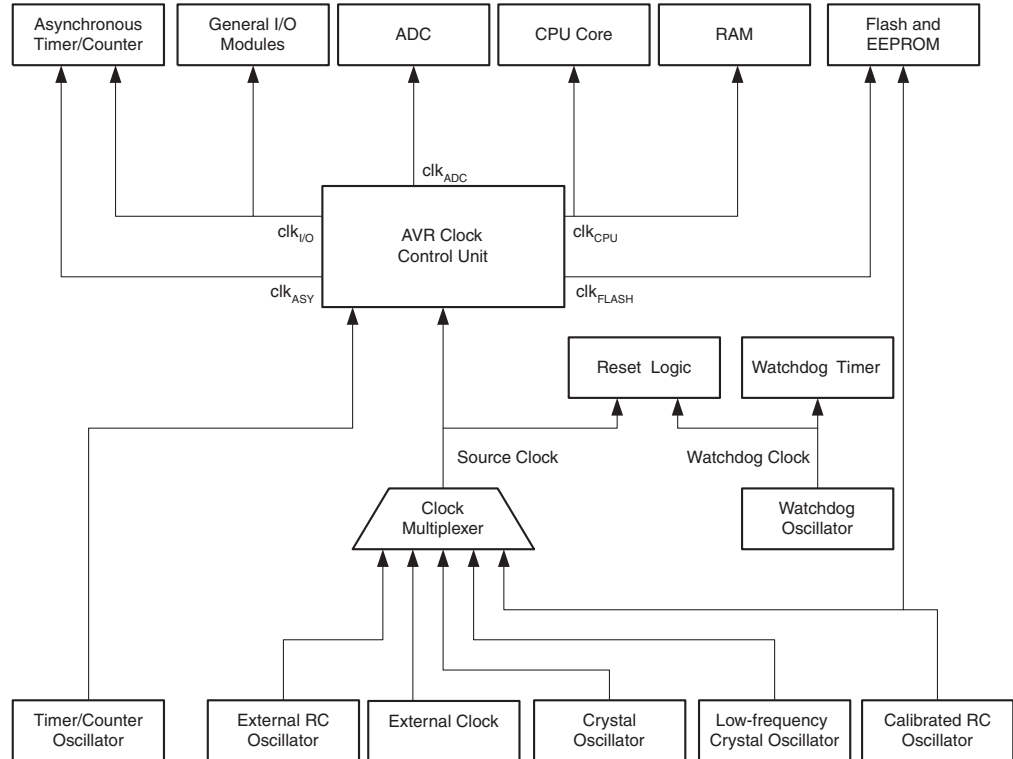 Asynchronous
Timer/Counter
General I/O
Modules
ADC
CPU Core
RAM
Flash and
EEPROM
clkADC
clkI/O
AVR Clock
Control Unit
clkCPU
clkASY
clkFLASH
Reset Logic
Watchdog Timer
Source Clock
Watchdog Clock
Clock
Multiplexer
Watchdog
Oscillator
Timer/Counter
Oscillator
External RC
Oscillator
External Clock
Crystal
Oscillator
Low-frequency
Crystal Oscillator
Calibrated RC
Oscillator